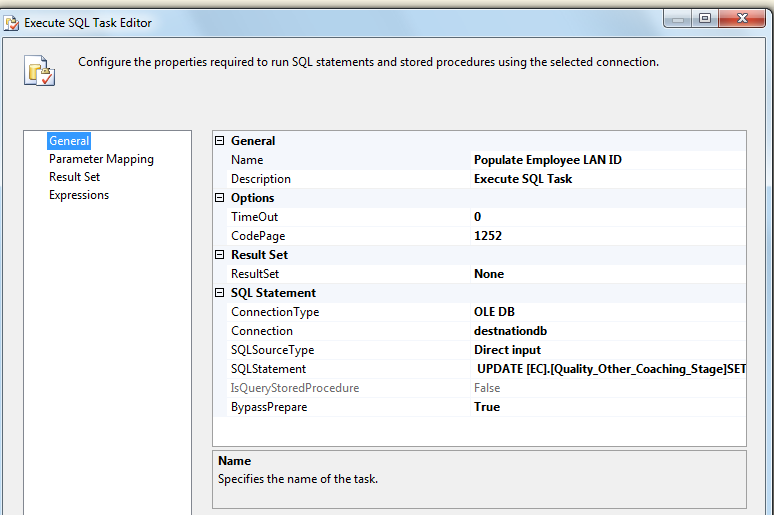 Execute SQL Task Editor
Configure the properties required to run SQL statements and stored procedures using the selected connection.
General
Parameter Mapping
Result Set
Expressions
General
Name Populate Employee LAN ID
Description Execute SQL Task
Options
TimeOut 0
CodePage 1252
Result Set
ResultSet None
SQL Statement
ConnectionType OLE DB
Connection destnationdb
SQLSourceType Direct input
SQLStatement UPDATE [EC].[Quality_Other_Coaching_Stage]SET
IsQueryStoredProcedure False
BypassPrepare True
Name
Specifies the name of the task.